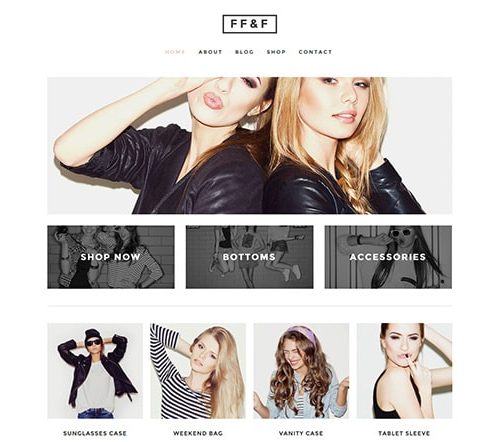 FF&F
HOME ABOUT BLOG SHOP CONTACT
SHOP NOW BOTTOMS ACCESSORIES
SUNGLASSES CASE WEEKEND BAG VANITY CASE TABLET SLEEVE